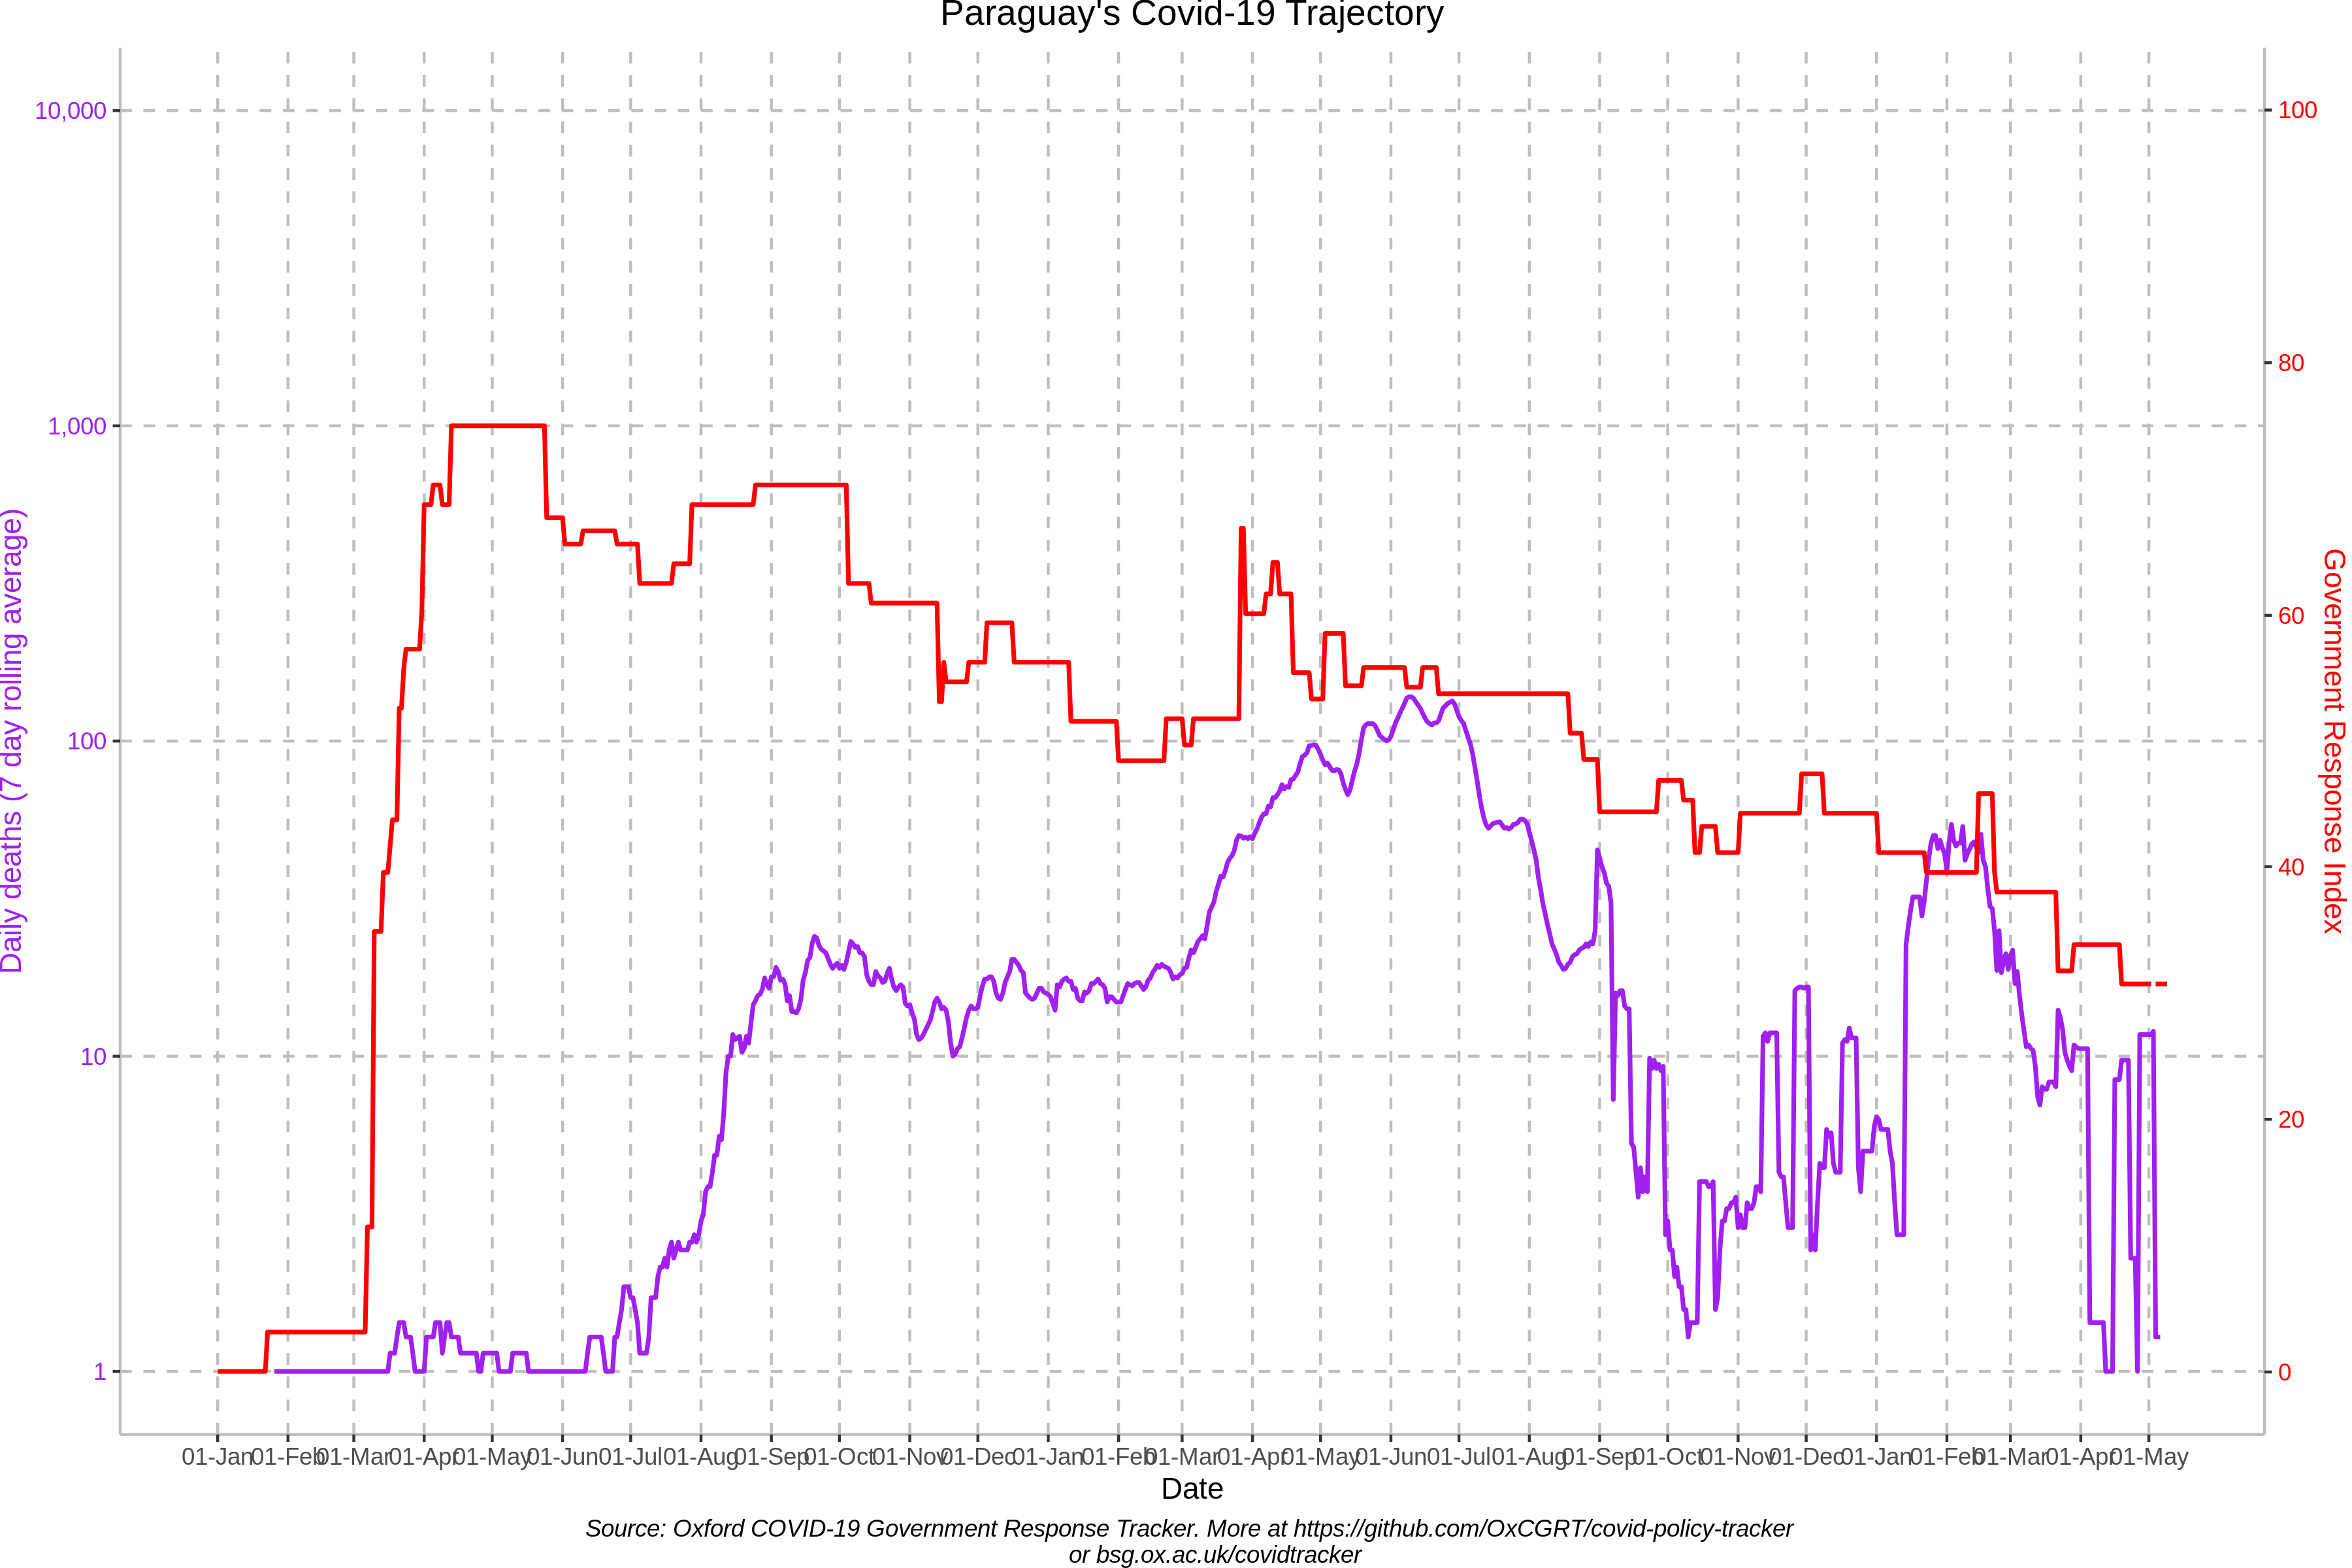 Paraguay's Covid-19 Trajectory
Daily deaths (7 day rolling average)
10,000
1,000
100
10
1
100
80
60
40
20
0
Government Response Index
01-Jan 01-Feb 01-Mar 01-Apr 01-May 01-Jun 01-Jul 01-Aug 01-Sep 01-Oct 01-Nov 01-Dec 01-Jan 01-Feb 01-Mar 01-Apr 01-May 01-Jun 01-Jul 01-Aug 01-Sep 01-Oct 01-Nov 01-Dec 01-Jan 01-Feb 01-Mar 01-Apr 01-May
Date
Source: Oxford COVID-19 Government Response Tracker. More at https://github.com/OxCGRT/covid-policy-tracker
or bsg.ox.ac.uk/covidtracker